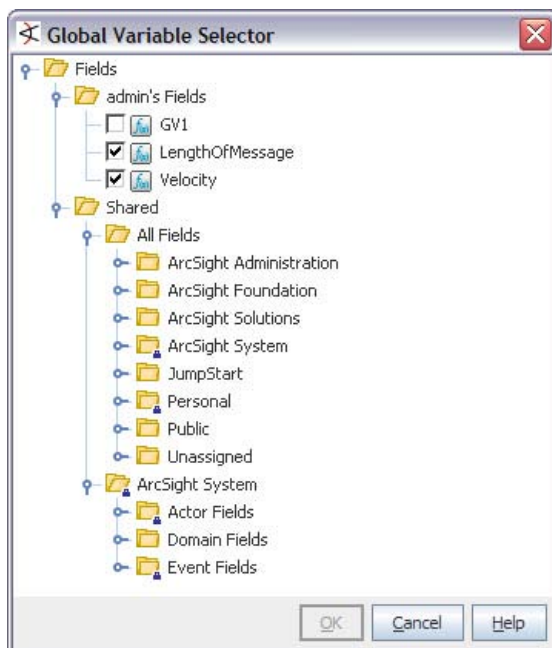 Global Variable Selector
Fields
admin's Fields
GV1
LengthOfMessage
Velocity
Shared
All Fields
ArcSight Administration
ArcSight Foundation
ArcSight Solutions
ArcSight System
JumpStart
Personal
Public
Unassigned
ArcSight System
Actor Fields
Domain Fields
Event Fields
OK Cancel Help